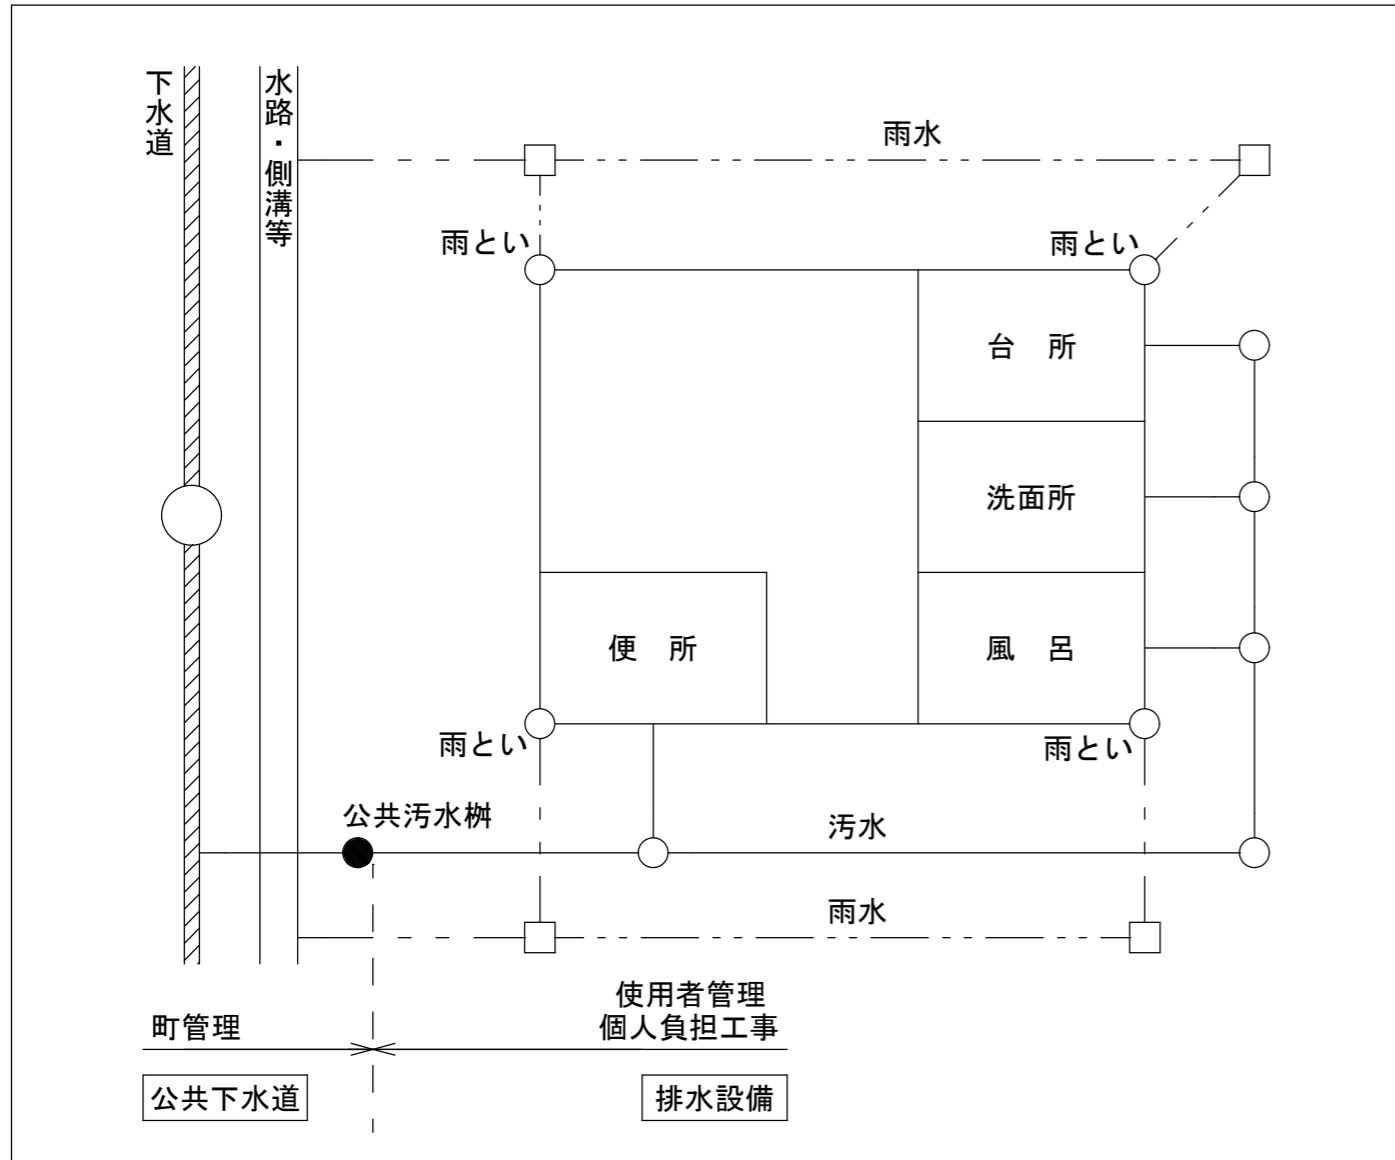 下水道
水路・側溝等
雨水
雨とい
雨とい
台　所
洗面所
便　所
風　呂
雨とい
雨とい
公共汚水桝
汚水
雨水
使用者管理
町管理
個人負担工事
公共下水道
排水設備